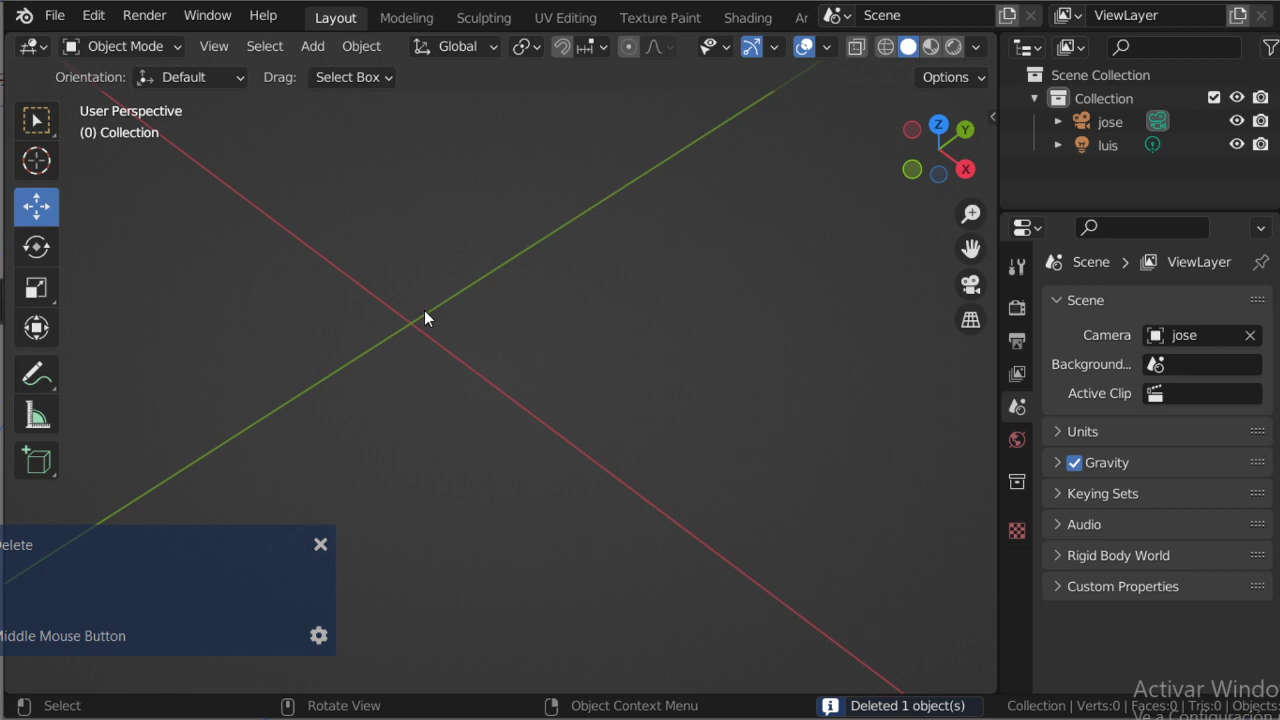 File Edit Render Window Help Layout Modeling Sculpting UV Editing Texture Paint Shading Ar Scene ViewLayer
Object Mode View Select Add Object Global
Orientation: Default Drag: Select Box Options
User Perspective
(0) Collection
Z
Y
X
Scene Collection
Collection
jose
luis
Scene > ViewLayer
Scene
Camera jose
Background...
Active Clip
Units
Gravity
Keying Sets
Audio
Rigid Body World
Custom Properties
elete
iddle Mouse Button
Activar Windo
Ve a Configuración
Select Rotate View Object Context Menu Deleted 1 object(s) Collection | Verts:0 | Faces:0 | Tris:0 | Objects: